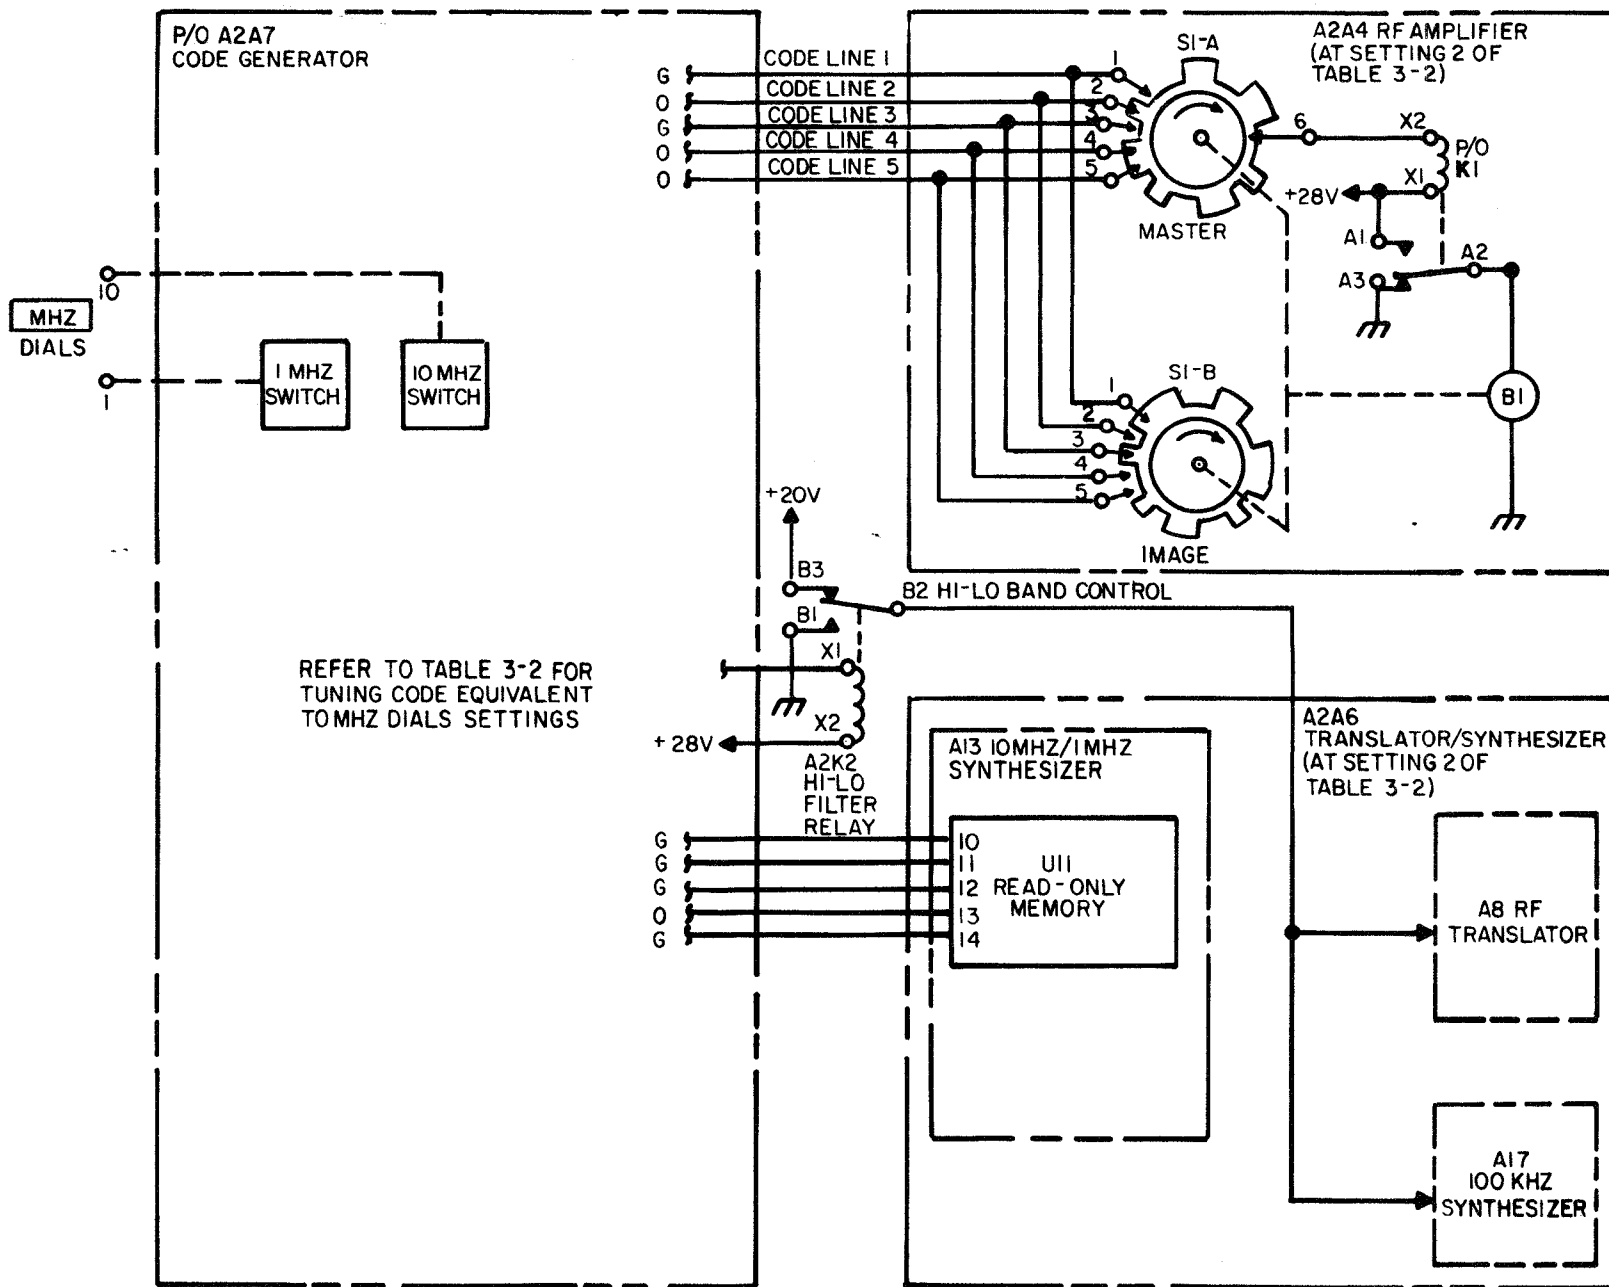 P/O A2A7
CODE GENERATOR
MHZ
DIALS
10
1
1 MHZ
SWITCH
10 MHZ
SWITCH
REFER TO TABLE 3-2 FOR
TUNING CODE EQUIVALENT
TO MHZ DIALS SETTINGS
G
O
G
O
O
CODE LINE 1
CODE LINE 2
CODE LINE 3
CODE LINE 4
CODE LINE 5
A2A4 RF AMPLIFIER
(AT SETTING 2 OF
TABLE 3-2)
S1-A
1
2
3
4
5
6
MASTER
X2
P/O
K1
X1
+28V
A1
A2
A3
B1
S1-B
1
2
3
4
5
IMAGE
+20V
B3
B1
B2 HI-LO BAND CONTROL
X1
X2
+28V
A2K2
HI-LO
FILTER
RELAY
G
G
G
O
G
A2A6
TRANSLATOR/SYNTHESIZER
(AT SETTING 2 OF
TABLE 3-2)
A13 10MHZ/1MHZ
SYNTHESIZER
10
11
12
13
14
U11
READ-ONLY
MEMORY
A8 RF
TRANSLATOR
A17
100 KHZ
SYNTHESIZER